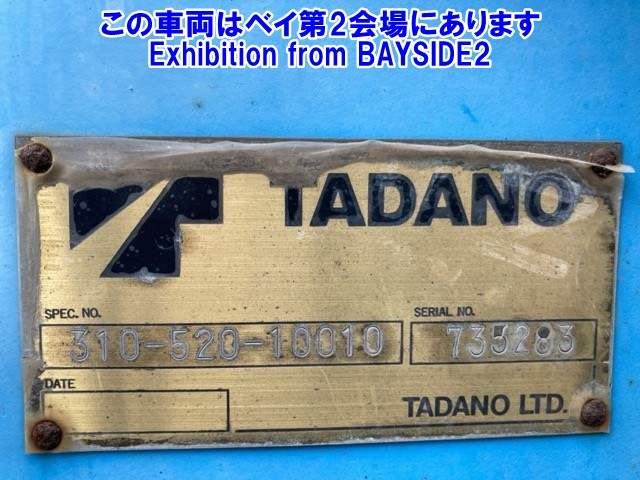 この車両はベイ第2会場にあります
Exhibition from BAYSIDE2
TADANO
SPEC. NO.
310-520-10010
SERIAL NO.
735283
DATE
TADANO LTD.